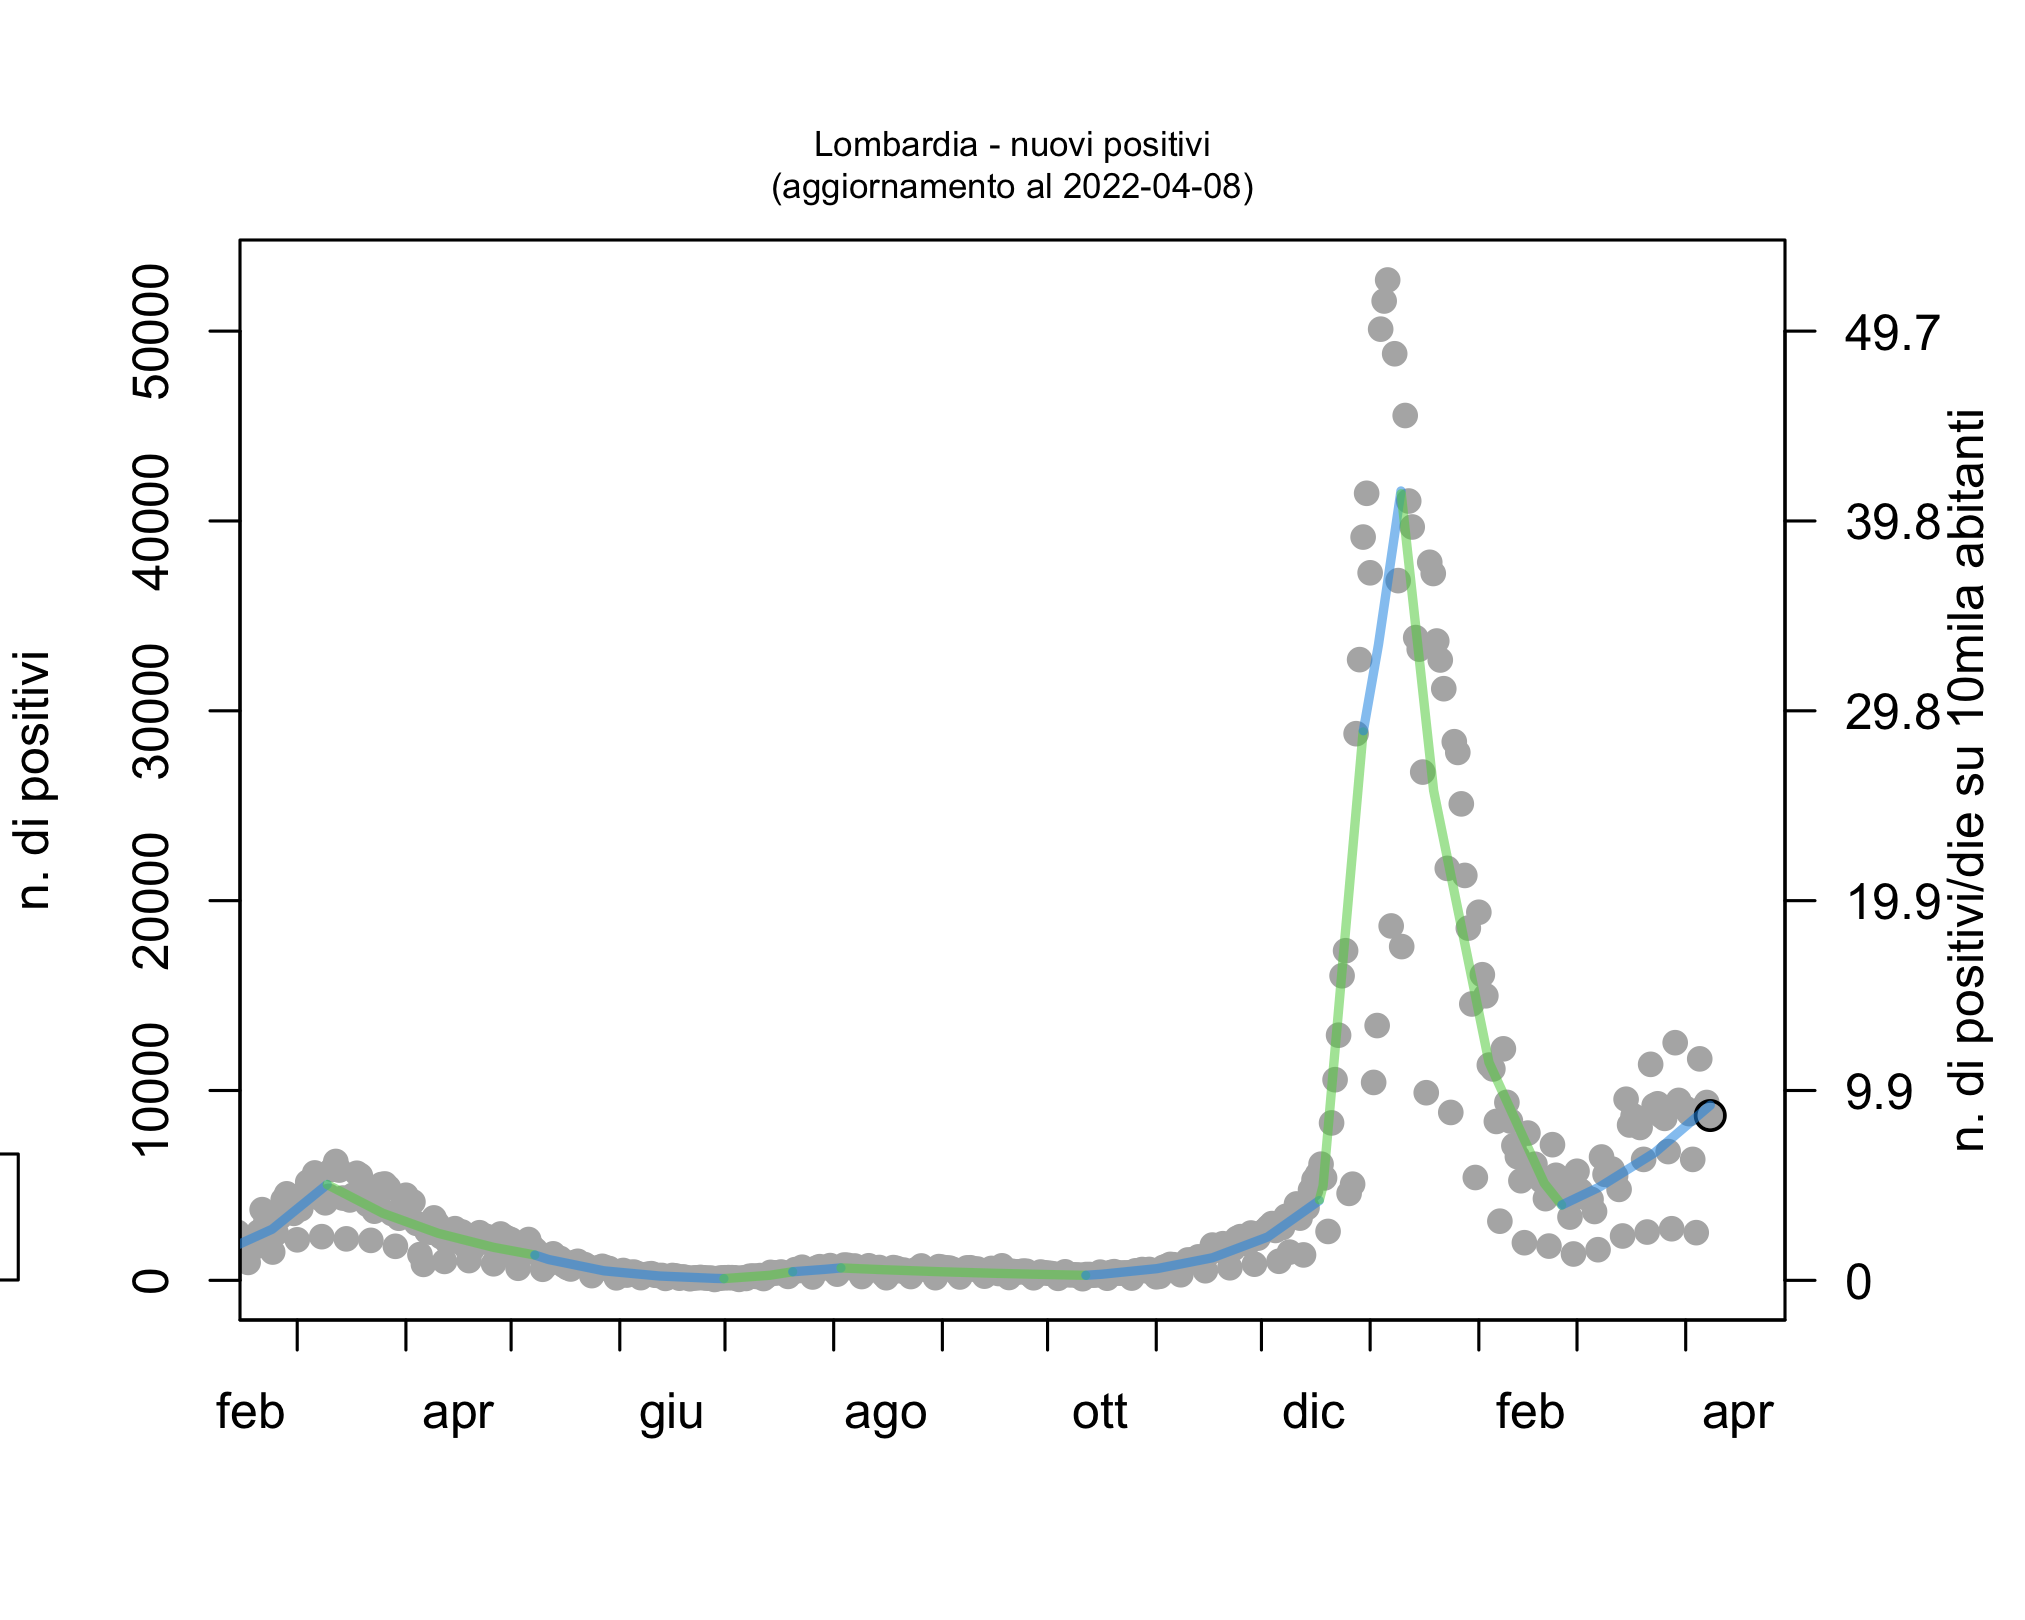 Lombardia - nuovi positivi
(aggiornamento al 2022-04-08)
n. di positivi
50000
40000
30000
20000
10000
0
49.7
39.8
29.8
19.9
9.9
0
n. di positivi/die su 10mila abitanti
feb apr giu ago ott dic feb apr